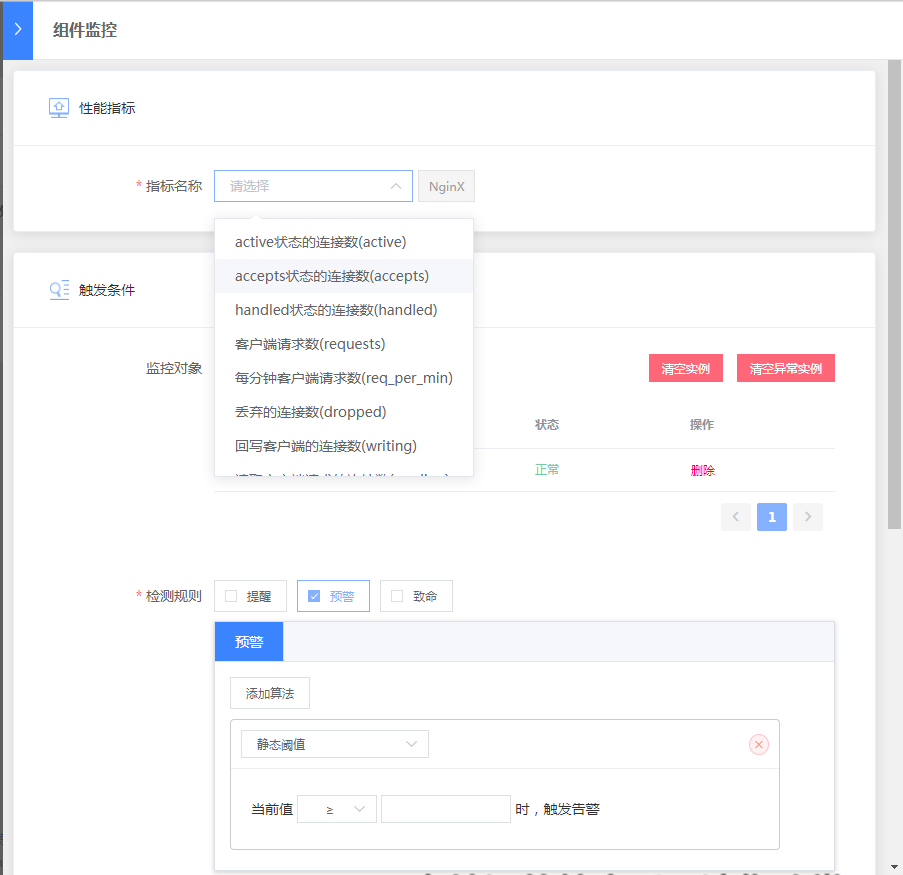 组件监控
性能指标
* 指标名称 请选择 NginX
active状态的连接数(active)
accepts状态的连接数(accepts)
handled状态的连接数(handled)
客户端请求数(requests)
每分钟客户端请求数(req_per_min)
丢弃的连接数(dropped)
回写客户端的连接数(writing)
触发条件
监控对象 清空实例 清空异常实例
状态 操作
正常 删除
1
* 检测规则 提醒 预警 致命
预警
添加算法
静态阈值
当前值 ≥ 时，触发告警